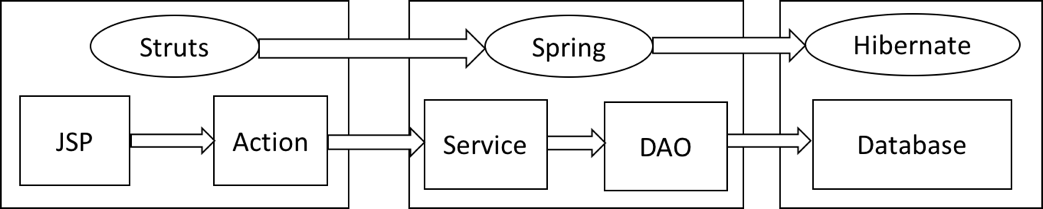 Struts
Spring
Hibernate
JSP
Action
Service
DAO
Database